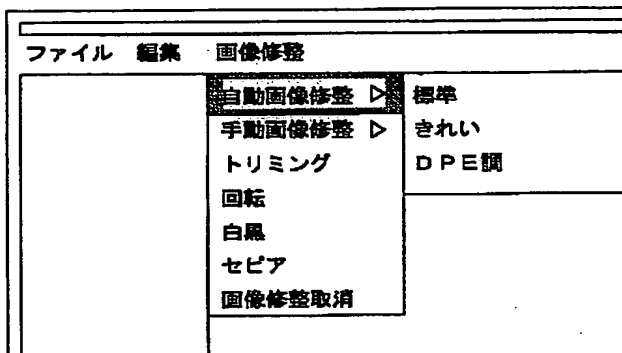 ファイル 編集 画像修整
自動画像修整 ▷ 標準
手動画像修整 ▷ きれい
トリミング DPE調
回転
白黒
セピア
画像修整取消